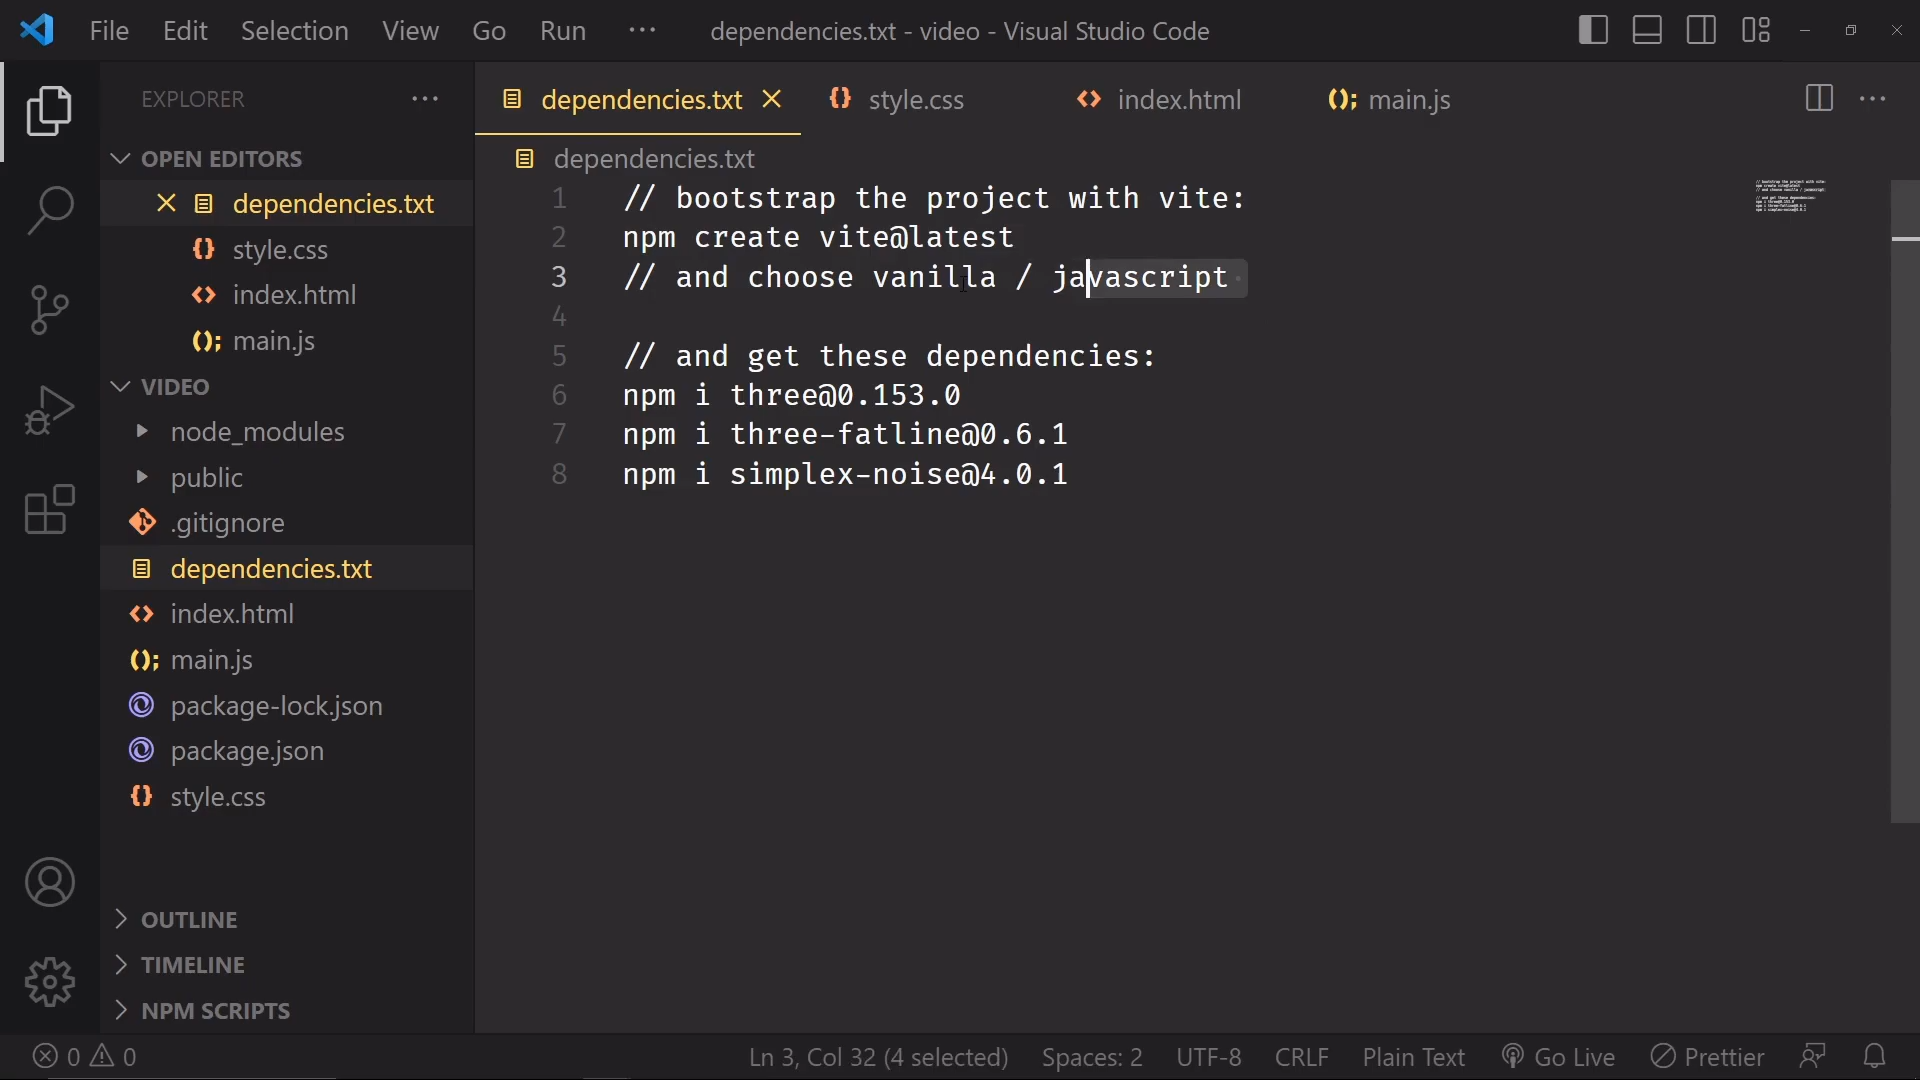 File Edit Selection View Go Run ··· dependencies.txt - video - Visual Studio Code
EXPLORER ···
OPEN EDITORS
dependencies.txt
style.css
index.html
main.js
VIDEO
node_modules
public
.gitignore
dependencies.txt
index.html
main.js
package-lock.json
package.json
style.css
OUTLINE
TIMELINE
NPM SCRIPTS
dependencies.txt style.css index.html main.js
dependencies.txt
1 // bootstrap the project with vite:
2 npm create vite@latest
3 // and choose vanilla / javascript
4
5 // and get these dependencies:
6 npm i three@0.153.0
7 npm i three-fatline@0.6.1
8 npm i simplex-noise@4.0.1
0 0 Ln 3, Col 32 (4 selected) Spaces: 2 UTF-8 CRLF Plain Text Go Live Prettier